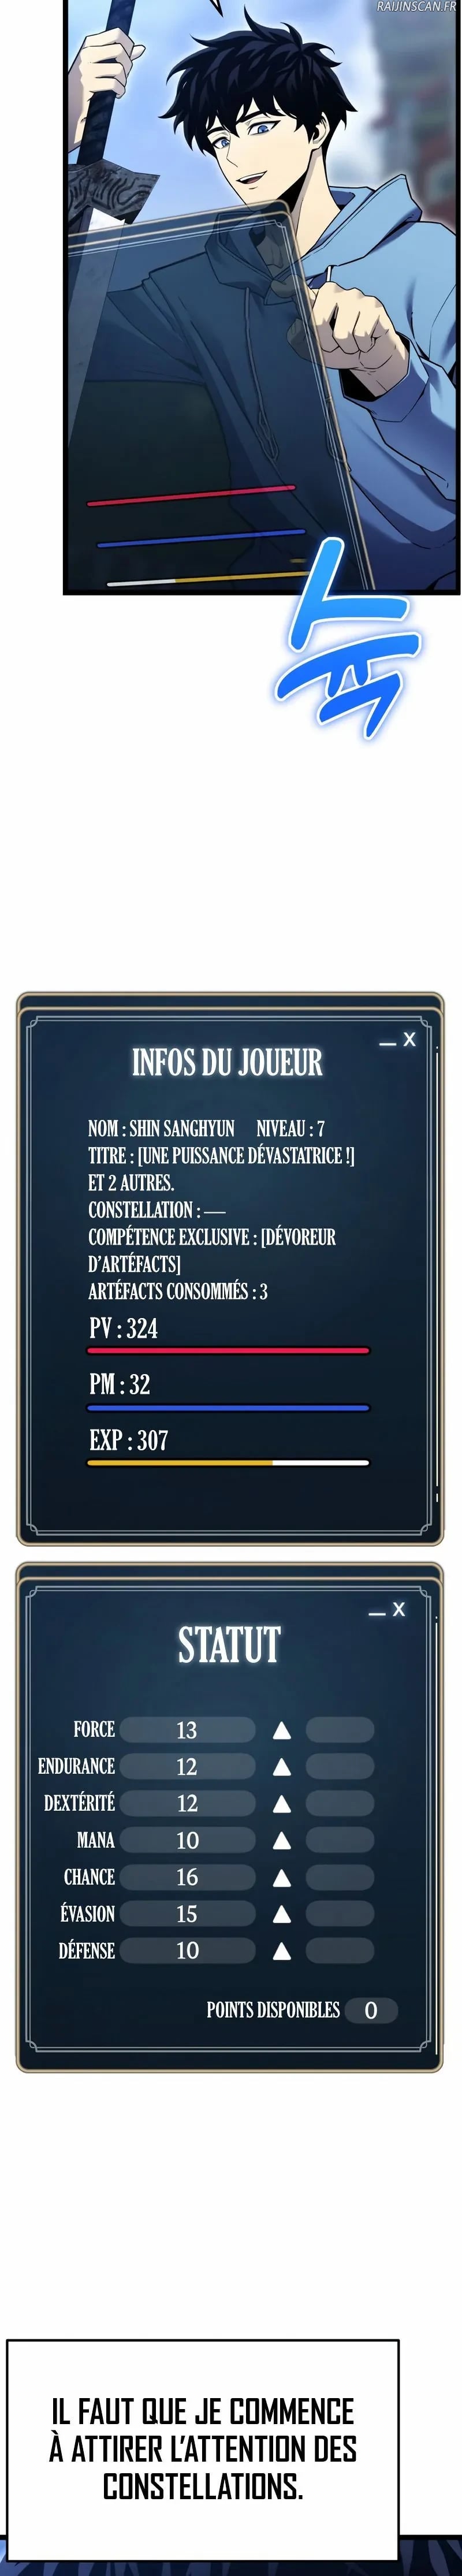 RAIJINSCAN.FR
스윽
_ X
INFOS DU JOUEUR
NOM : SHIN SANGHYUN NIVEAU : 7
TITRE : [UNE PUISSANCE DÉVASTATRICE !]
ET 2 AUTRES.
CONSTELLATION : —
COMPÉTENCE EXCLUSIVE : [DÉVOREUR
D'ARTÉFACTS]
ARTÉFACTS CONSOMMÉS : 3
PV : 324
PM : 32
EXP : 307
_ X
STATUT
FORCE 13
ENDURANCE 12
DEXTÉRITÉ 12
MANA 10
CHANCE 16
ÉVASION 15
DÉFENSE 10
POINTS DISPONIBLES 0
IL FAUT QUE JE COMMENCE
À ATTIRER L'ATTENTION DES
CONSTELLATIONS.